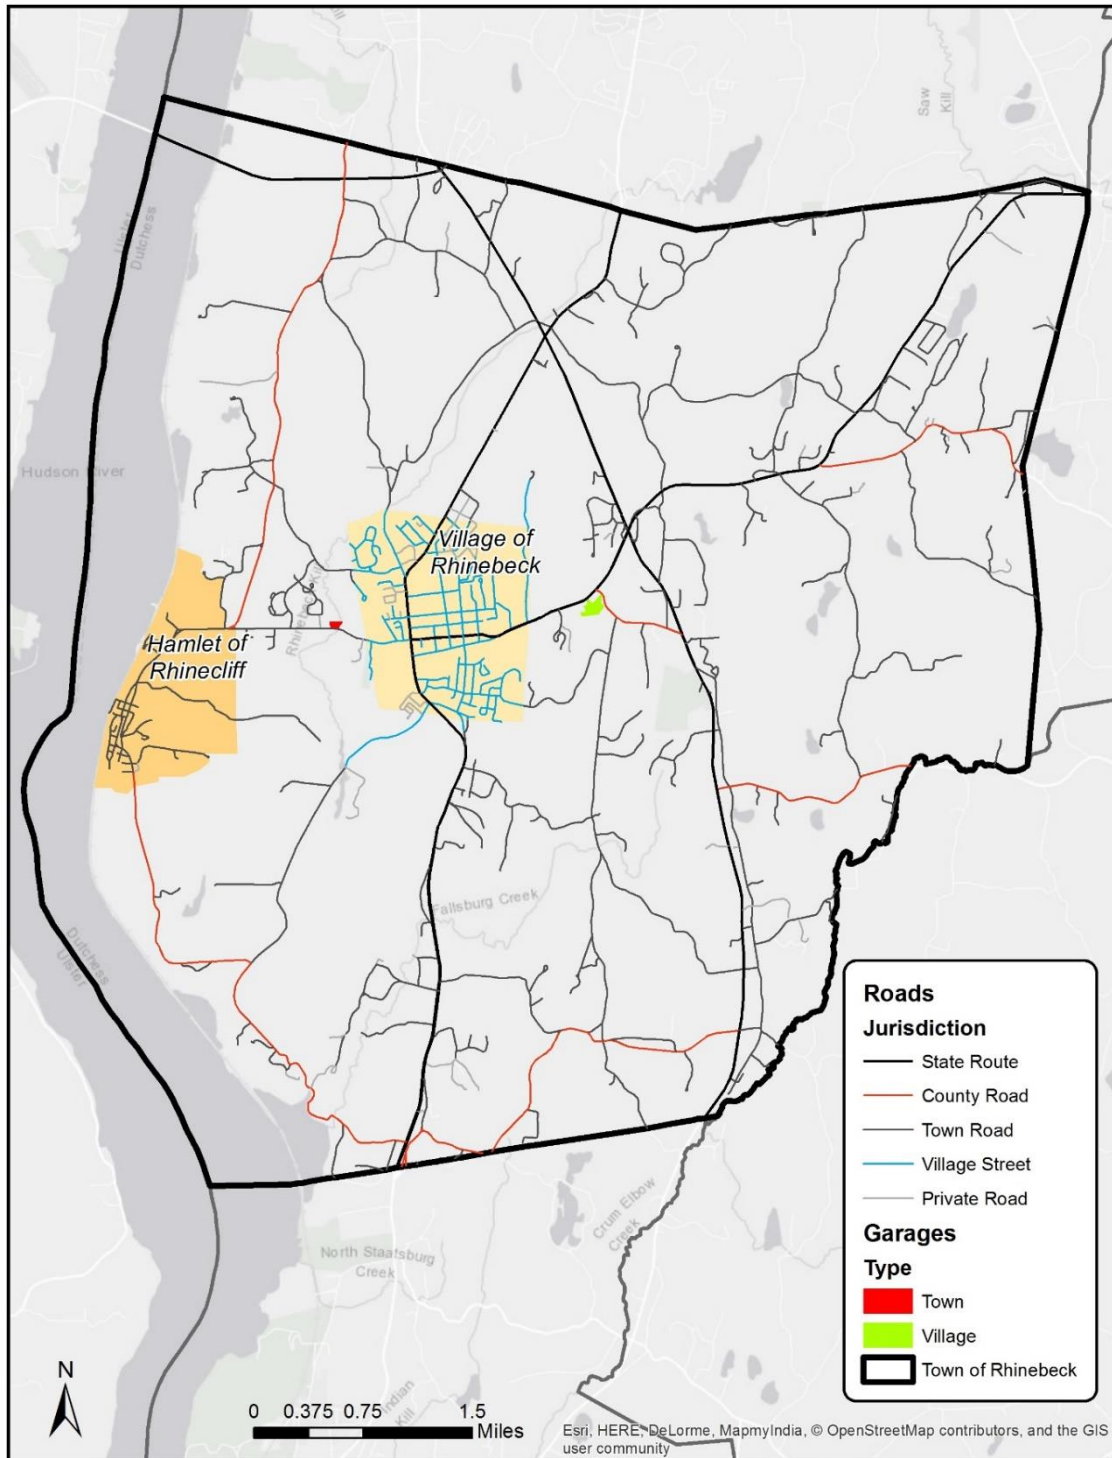 Kill
Saw
Kill
Ulster
Dutchess
Hudson River
Village of
Rhinebeck
Rhinebeck Kill
Hamlet of
Rhinecliff
Fallsburg Creek
Dutchess
Ulster
Crum Elbow
Creek
North Staatsburg
Creek
Indian
Kill
Roads
Jurisdiction
State Route
County Road
Town Road
Village Street
Private Road
Garages
Type
Town
Village
Town of Rhinebeck
N
0 0.375 0.75 1.5
Miles
Esri, HERE, DeLorme, MapmyIndia, © OpenStreetMap contributors, and the GIS
user community